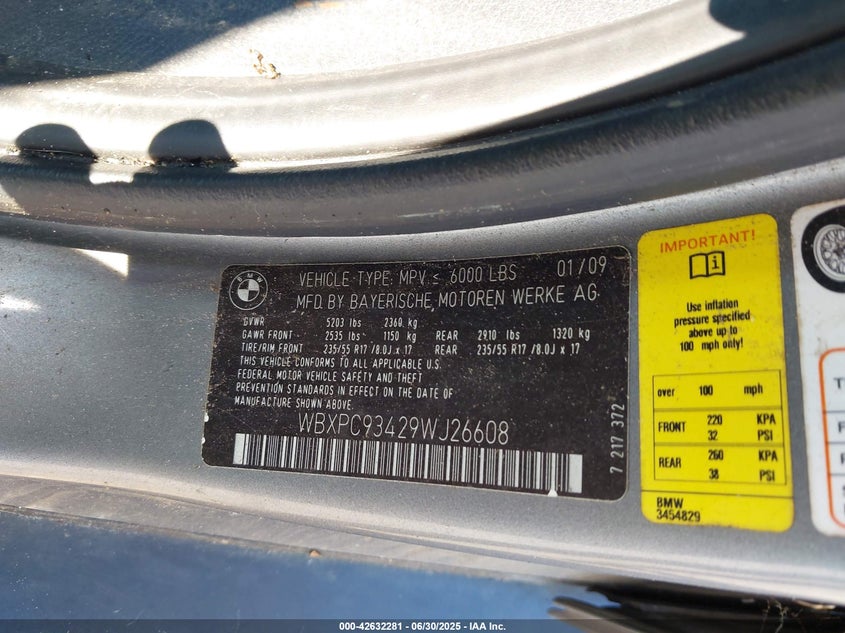 BMW
VEHICLE-TYPE: MPV ≤ 6000 LBS 01/09
MFD. BY BAYERISCHE MOTOREN WERKE AG
GVWR 5203 lbs 2360 kg
GAWR FRONT 2535 lbs 1150 kg REAR 2910 lbs 1320 kg
TIRE/RIM FRONT 235/55 R17 /8.0J x 17 REAR 235/55 R17 /8.0J x 17
THIS VEHICLE CONFORMS TO ALL APPLICABLE U.S.
FEDERAL MOTOR VEHICLE SAFETY AND THEFT
PREVENTION STANDARDS IN EFFECT ON THE DATE OF
MANUFACTURE SHOWN ABOVE.
WBXPC93429WJ26608
7 217 372
IMPORTANT!
Use inflation
pressure specified
above up to
100 mph only!
over 100 mph
FRONT 220 KPA
32 PSI
REAR 260 KPA
38 PSI
BMW
3454829
000-42632281 - 06/30/2025 - IAA Inc.